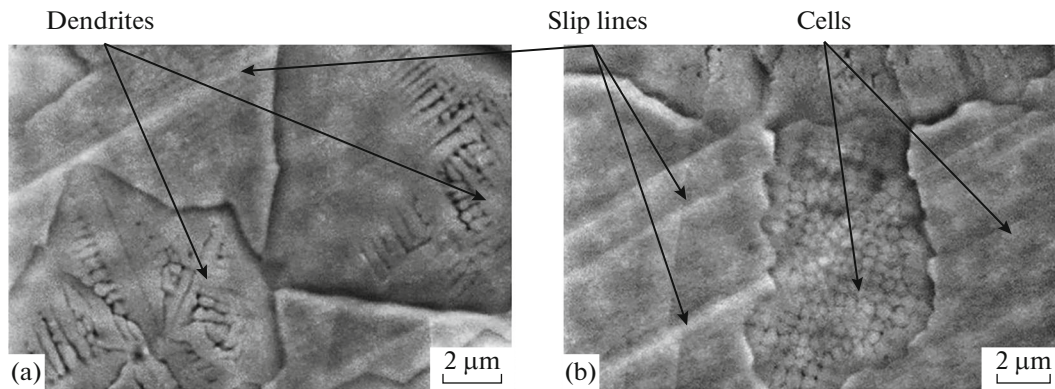 Dendrites
Slip lines
Cells
(a)
2 μm
(b)
2 μm